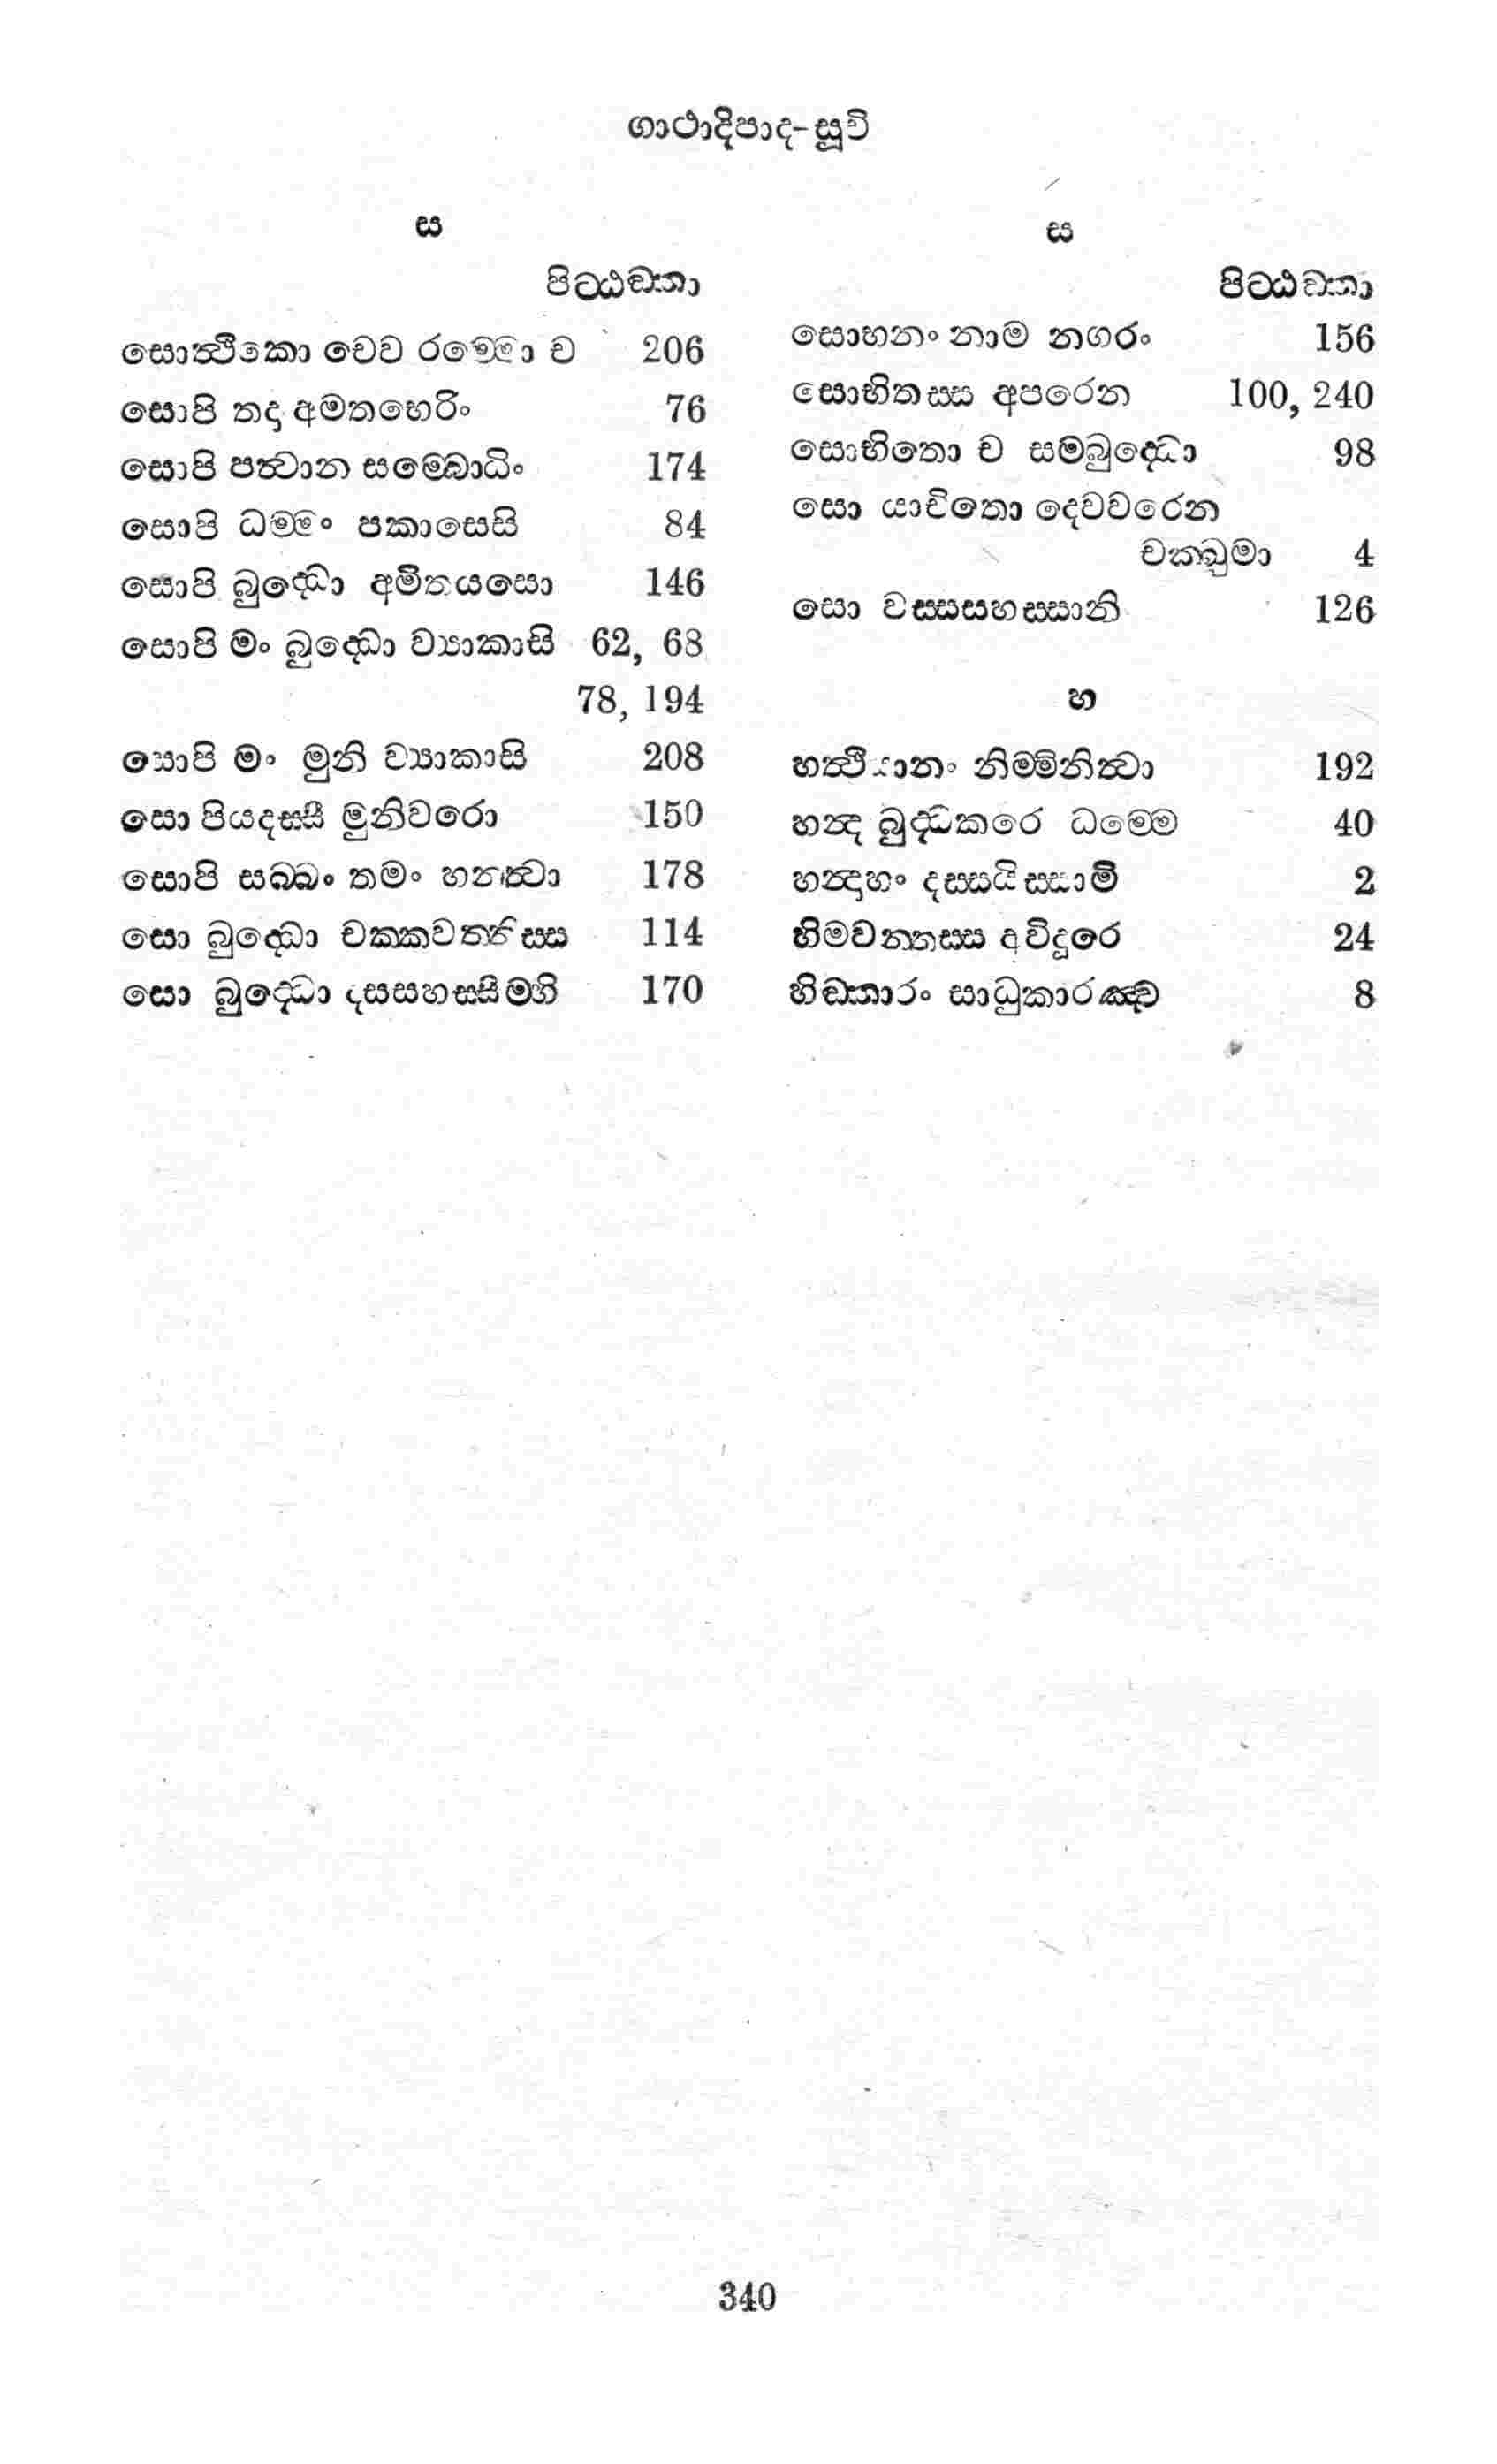 ගාථාදිපාද-සූචි
ස
පිට්ඨඞ්කා
සොත්ථිකො චෙව රම්මො ච 206
සොපි තදා අමතභෙරිං 76
සොපි පත්වාන සම්බොධිං 174
සොපි ධම්මං පකාසෙසි 84
සොපි බුද්ධො අමිතයසො 146
සොපි මං බුද්ධො ව්‍යාකාසි 62, 68
78, 194
සොපි මං මුනි ව්‍යාකාසි 208
සො පියදස්සී මුනිවරො 150
සොපි සබ්බං තමං හන්ත්වා 178
සො බුද්ධො චක්කවත්තිස්ස 114
සො බුද්ධො දසසහස්සීම්හි 170
ස
පිට්ඨඞ්කා
සොභනං නාම නගරං 156
සොභිතස්ස අපරෙන 100, 240
සොභිතො ච සම්බුද්ධො 98
සො යාචිතො දෙවවරෙන
චක්ඛුමා 4
සො වස්සසහස්සානි 126
හ
හත්ථියානං නිම්මිනිත්වා 192
හන්ද බුද්ධකරෙ ධම්මෙ 40
හන්දාහං දස්සයිස්සාමි 2
හිමවන්තස්ස අවිදූරෙ 24
හිඞ්කාරං සාධුකාරඤ්ච 8
340